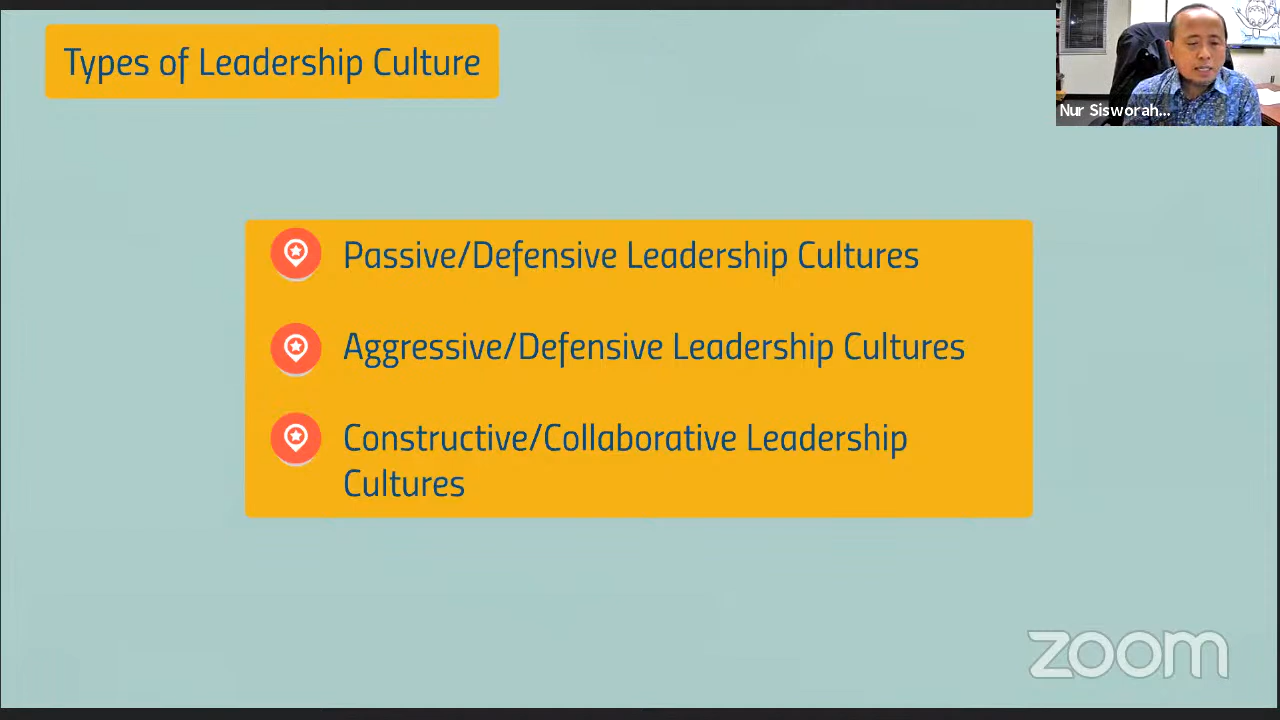 Types of Leadership Culture
Nur Sisworah...
Passive/Defensive Leadership Cultures
Aggressive/Defensive Leadership Cultures
Constructive/Collaborative Leadership
Cultures
zoom